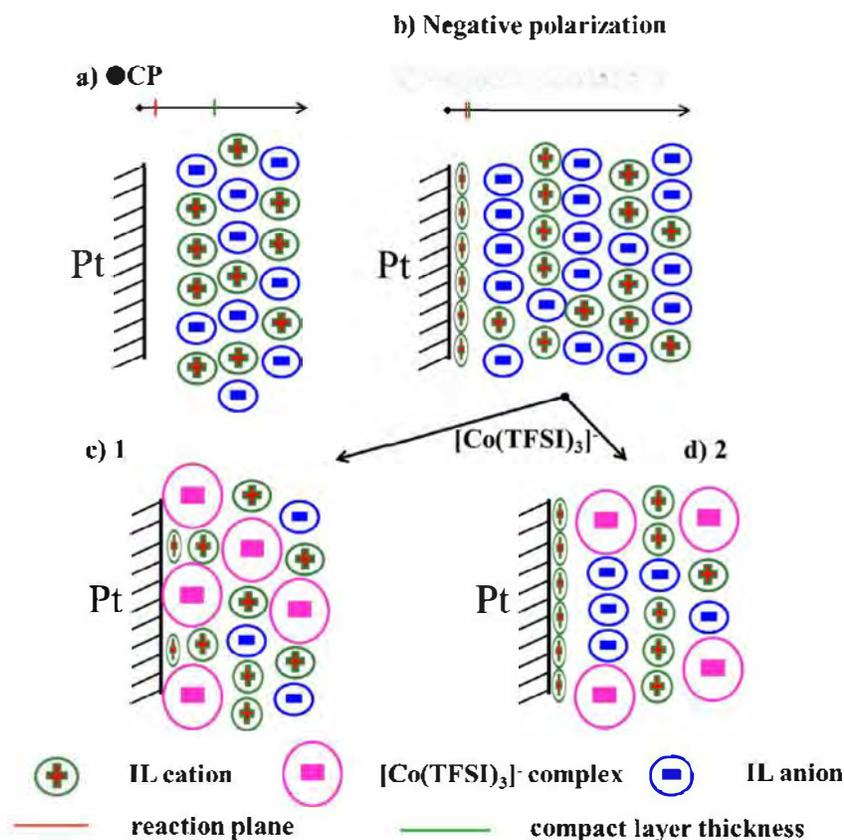 b) Negative polarization
a) ●CP
Pt
Pt
[Co(TFSI)₃]⁻
c) 1
d) 2
Pt
Pt
IL cation
[Co(TFSI)₃]⁻ complex
IL anion
reaction plane
compact layer thickness